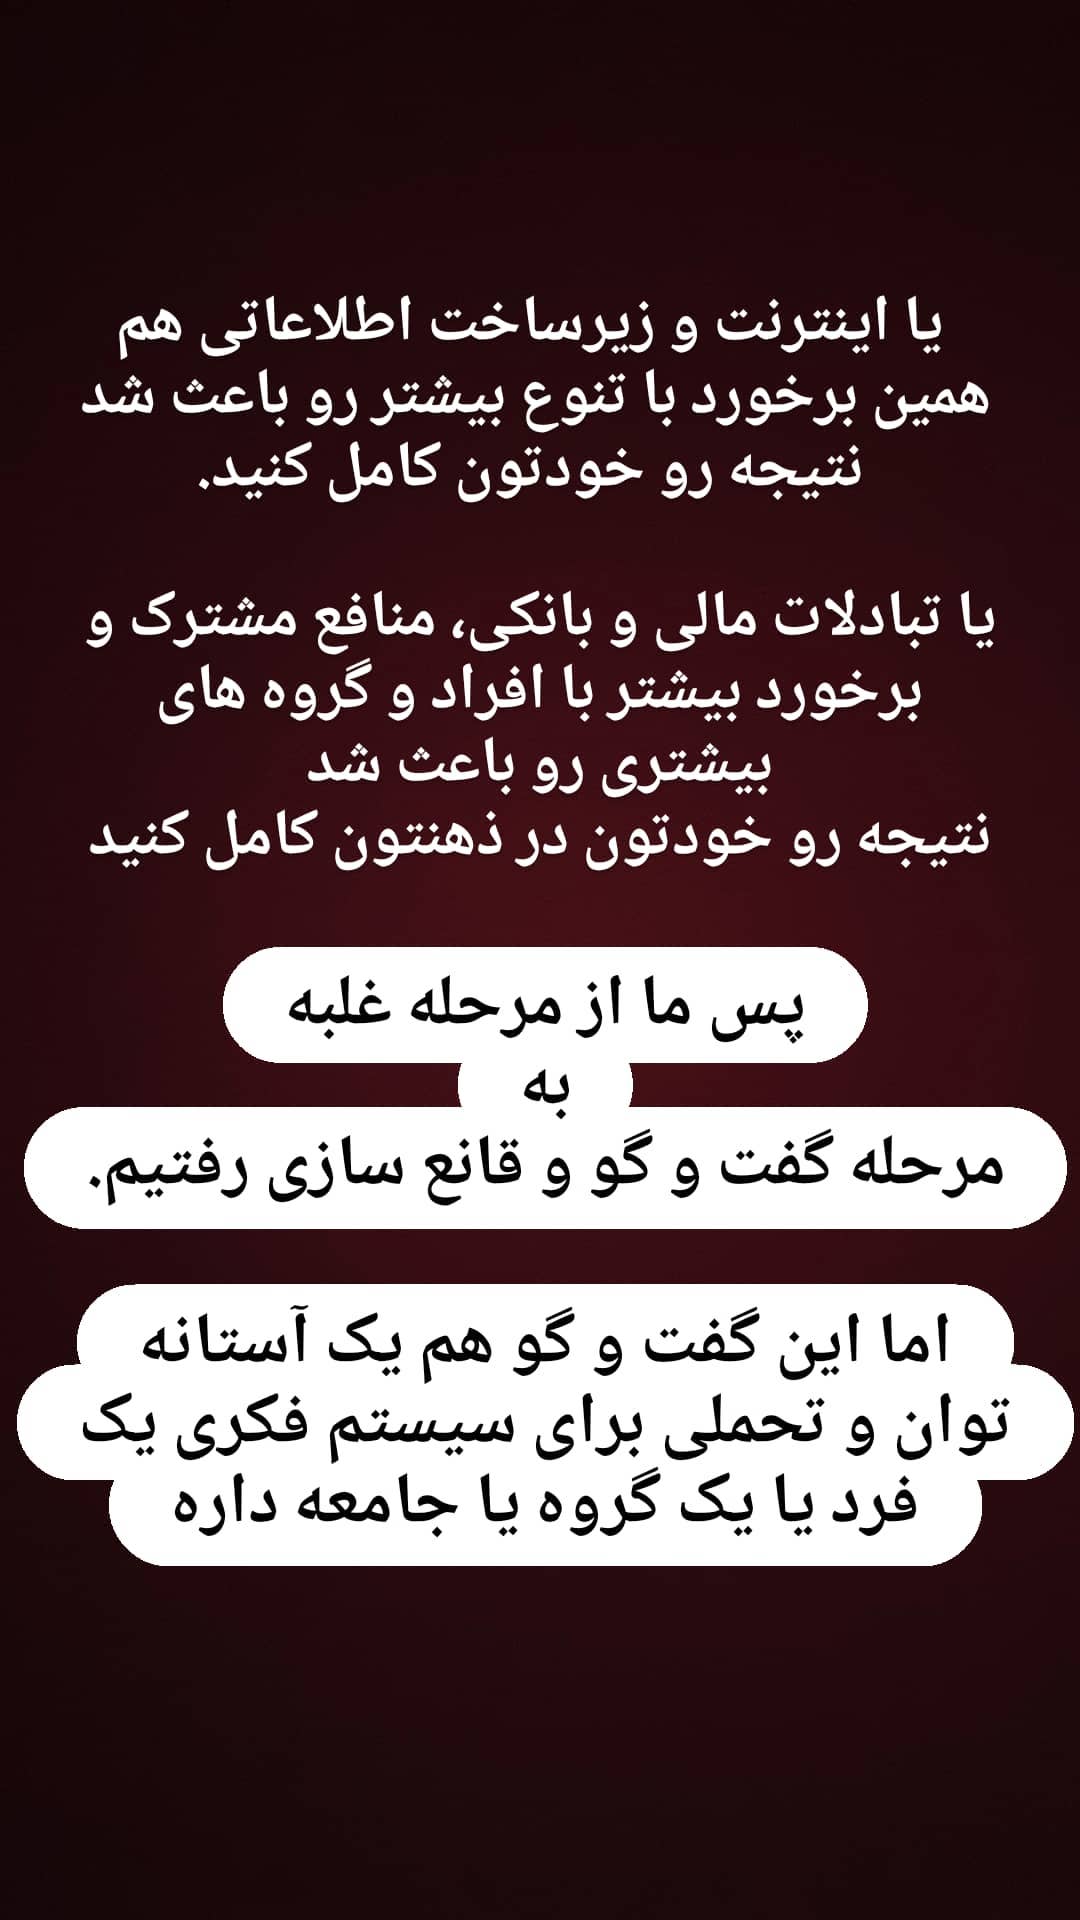 یا اینترنت و زیرساخت اطلاعاتی هم
همین برخورد با تنوع بیشتر رو باعث شد
نتیجه رو خودتون کامل کنید.
یا تبادلات مالی و بانکی، منافع مشترک و
برخورد بیشتر با افراد و گروه های
بیشتری رو باعث شد
نتیجه رو خودتون در ذهنتون کامل کنید
پس ما از مرحله غلبه
به
مرحله گفت و گو و قانع سازی رفتیم.
اما این گفت و گو هم یک آستانه
توان و تحملی برای سیستم فکری یک
فرد یا یک گروه یا جامعه داره